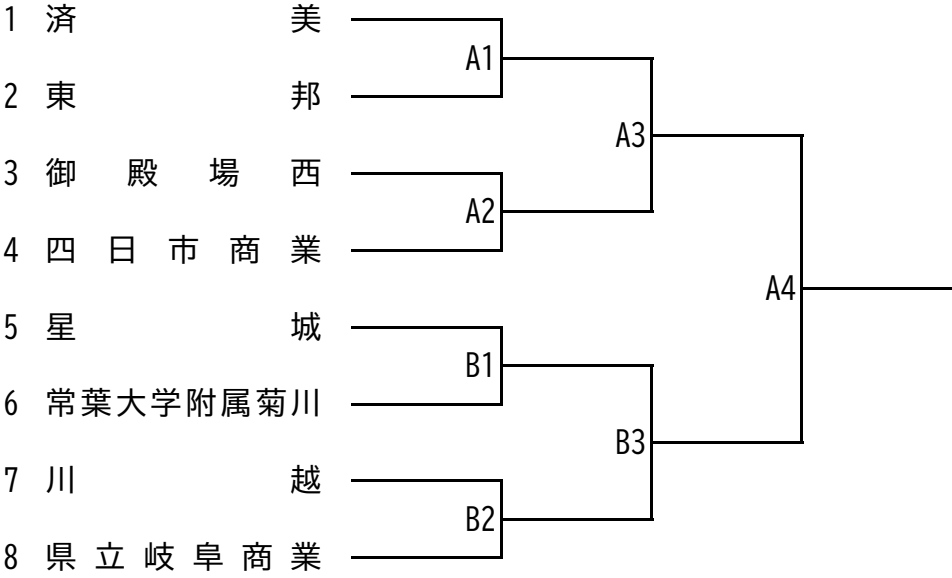 1 済美
A1
2 東邦
A3
3 御殿場西
A2
4 四日市商業
A4
5 星城
B1
6 常葉大学附属菊川
B3
7 川越
B2
8 県立岐阜商業